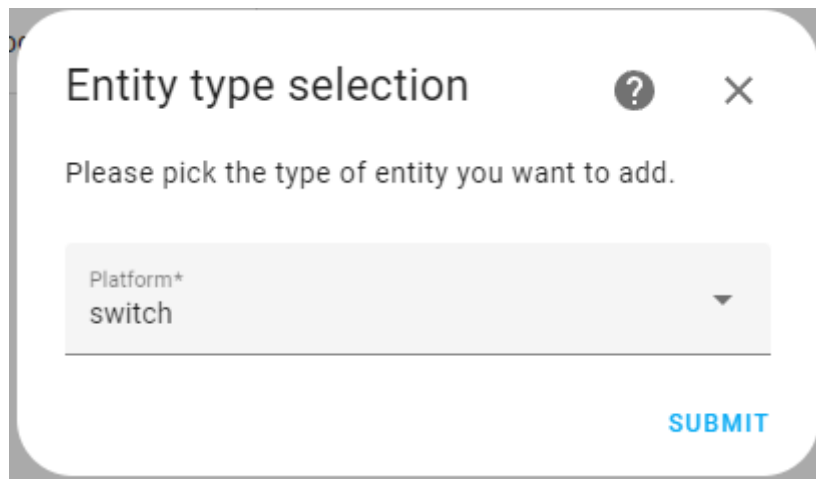 Entity type selection
Please pick the type of entity you want to add.
Platform*
switch
SUBMIT